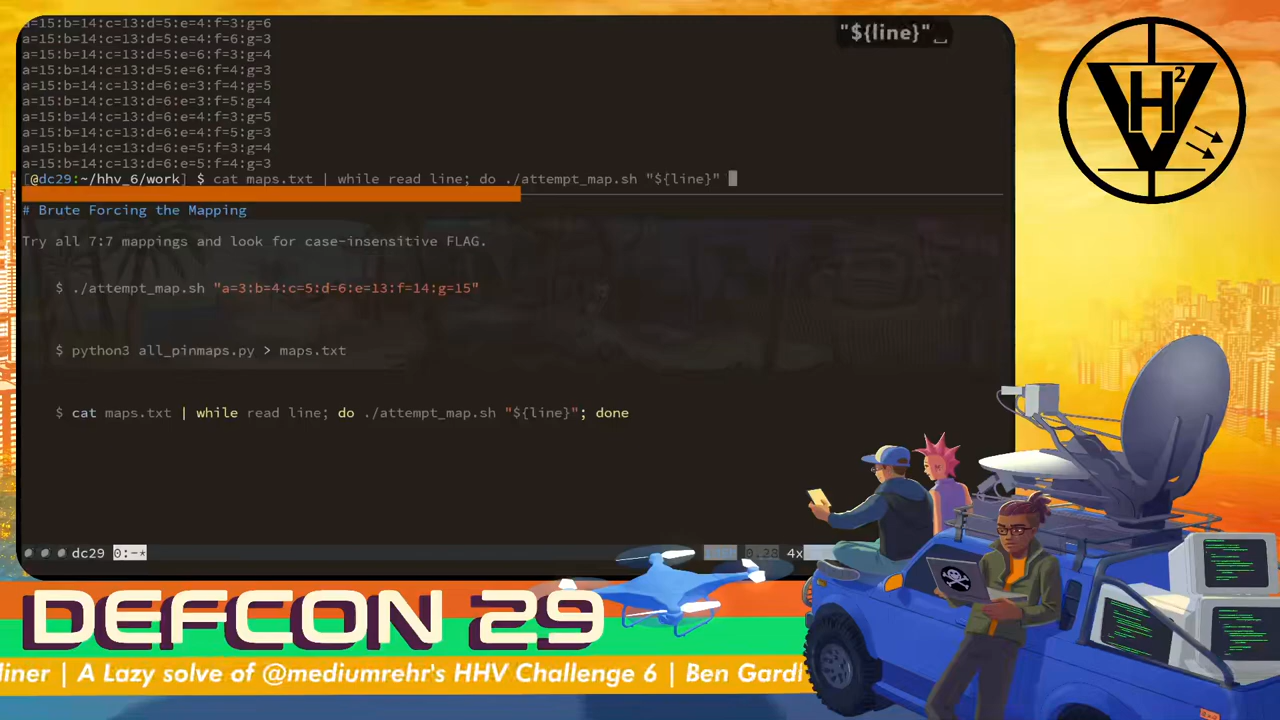 a=15:b=14:c=13:d=5:e=4:f=3:g=6
"${line}"␣
a=15:b=14:c=13:d=5:e=4:f=6:g=3
a=15:b=14:c=13:d=5:e=6:f=3:g=4
a=15:b=14:c=13:d=5:e=6:f=4:g=3
a=15:b=14:c=13:d=6:e=3:f=4:g=5
a=15:b=14:c=13:d=6:e=3:f=5:g=4
a=15:b=14:c=13:d=6:e=4:f=3:g=5
a=15:b=14:c=13:d=6:e=4:f=5:g=3
a=15:b=14:c=13:d=6:e=5:f=3:g=4
a=15:b=14:c=13:d=6:e=5:f=4:g=3
[@dc29:~/hhv_6/work] $ cat maps.txt | while read line; do ./attempt_map.sh "${line}"
# Brute Forcing the Mapping
Try all 7:7 mappings and look for case-insensitive FLAG.
$ ./attempt_map.sh "a=3:b=4:c=5:d=6:e=13:f=14:g=15"
$ python3 all_pinmaps.py > maps.txt
$ cat maps.txt | while read line; do ./attempt_map.sh "${line}"; done
dc29 0:-* 0.28 4x
H2V
DEFCON 29
liner | A Lazy solve of @mediumrehr's HHV Challenge 6 | Ben Gardi